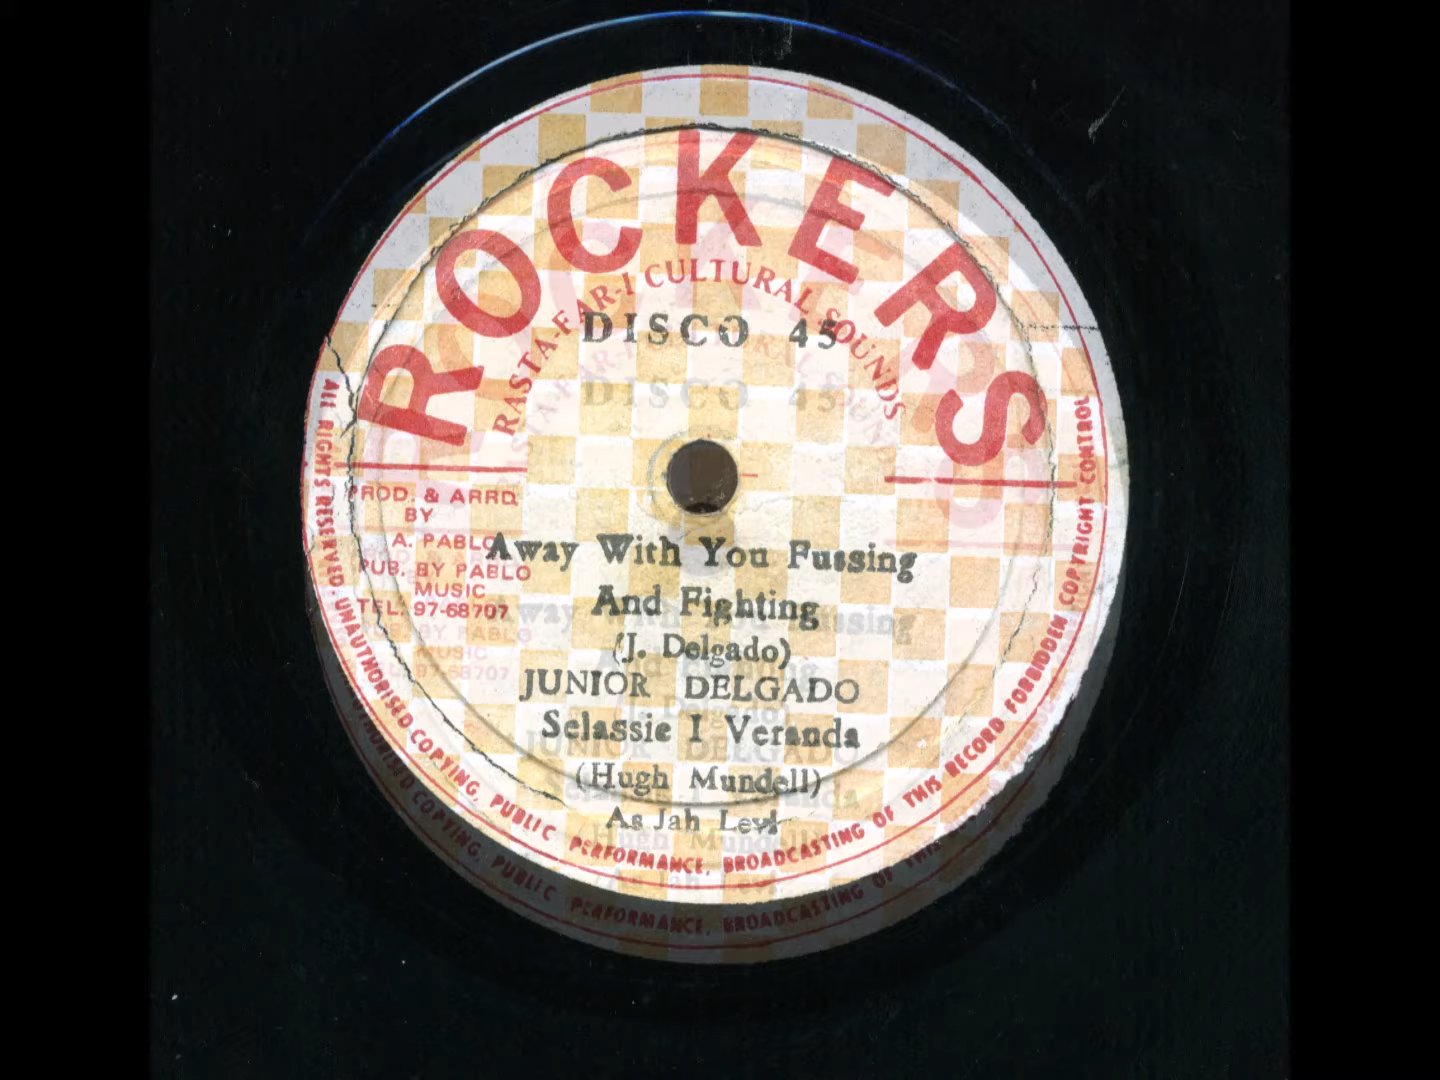 ROCKERS
RASTA-FAR-I CULTURAL SOUNDS
DISCO 45
PROD. & ARRD.
BY
A. PABLO
PUB. BY PABLO
MUSIC
TEL. 97-68707
Away With You Fussing
And Fighting
(J. Delgado)
JUNIOR DELGADO
Selassie I Veranda
(Hugh Mundell)
As Jah Levi
ALL RIGHTS RESERVED · UNAUTHORISED COPYING, PUBLIC PERFORMANCE, BROADCASTING OF THIS RECORD FORBIDDEN COPYRIGHT CONTROL